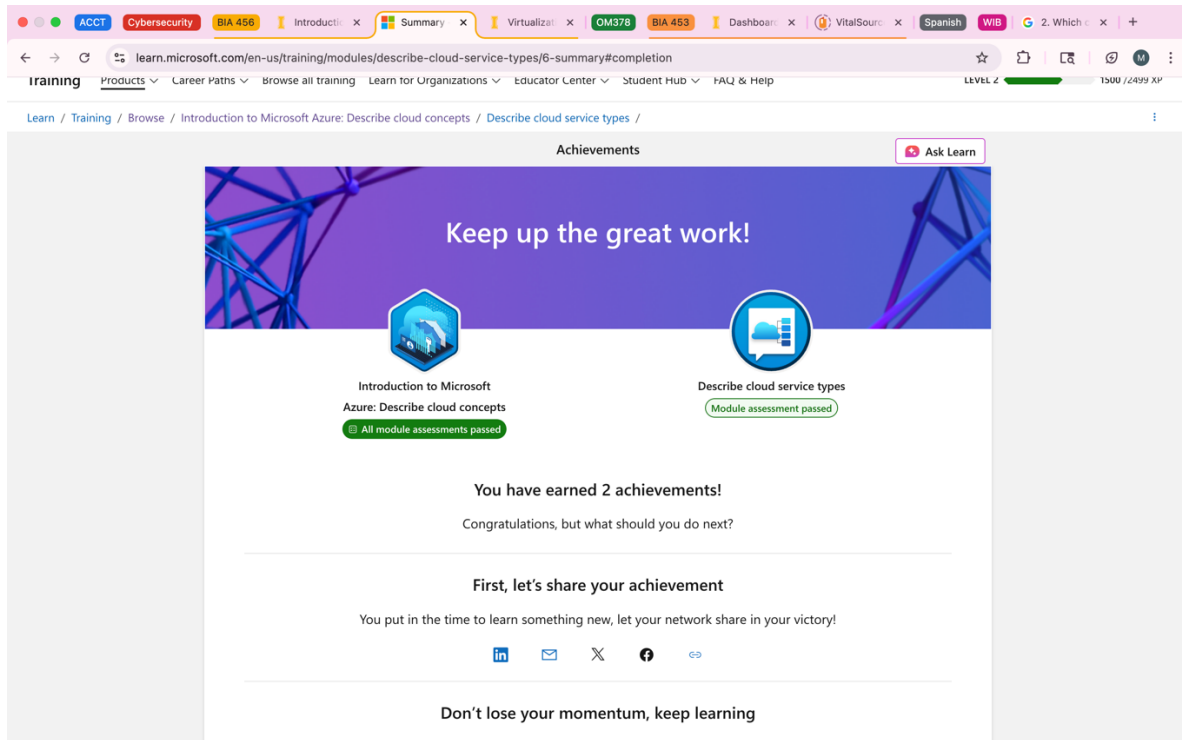 ACCT Cybersecurity BIA 456 Introductic Summary Virtualizati OM378 BIA 453 Dashboard VitalSourc Spanish WIB 2. Which c
learn.microsoft.com/en-us/training/modules/describe-cloud-service-types/6-summary#completion M
Training Products Career Paths Browse all training Learn for Organizations Educator Center Student Hub FAQ & Help LEVEL 2 1500 /2499 XP
Learn / Training / Browse / Introduction to Microsoft Azure: Describe cloud concepts / Describe cloud service types /
Achievements
Ask Learn
Keep up the great work!
Introduction to Microsoft
Azure: Describe cloud concepts
All module assessments passed
Describe cloud service types
Module assessment passed
You have earned 2 achievements!
Congratulations, but what should you do next?
First, let's share your achievement
You put in the time to learn something new, let your network share in your victory!
Don't lose your momentum, keep learning